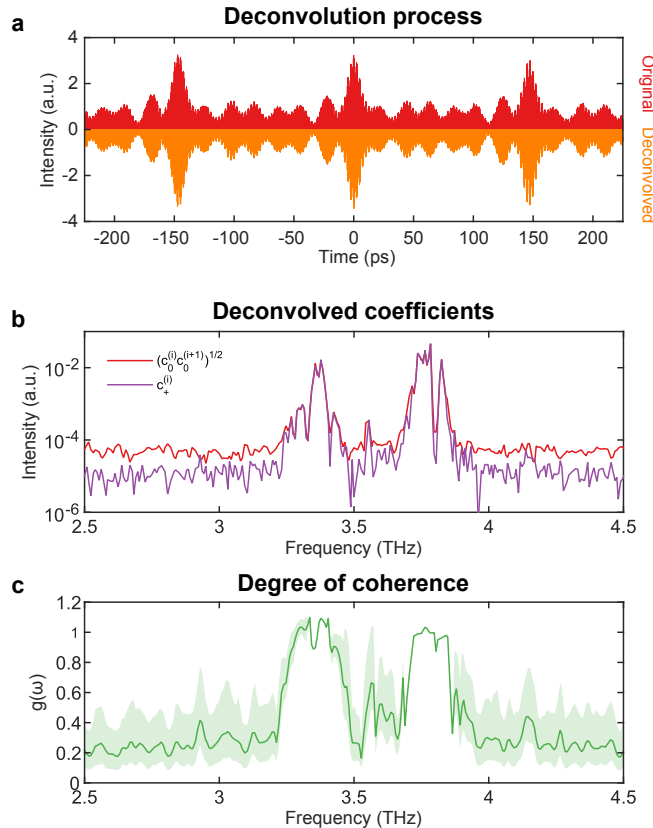 Deconvolution process
a
4
2
0
-2
-4
Intensity (a.u.)
Original
Deconvolved
-200 -150 -100 -50 0 50 100 150 200
Time (ps)
Deconvolved coefficients
b
10^-2
10^-4
10^-6
Intensity (a.u.)
(c_0^(i) c_0^(i+1))^1/2
c_+^(i)
2.5 3 3.5 4 4.5
Frequency (THz)
Degree of coherence
c
1.2
1
0.8
0.6
0.4
0.2
0
g(ω)
2.5 3 3.5 4 4.5
Frequency (THz)